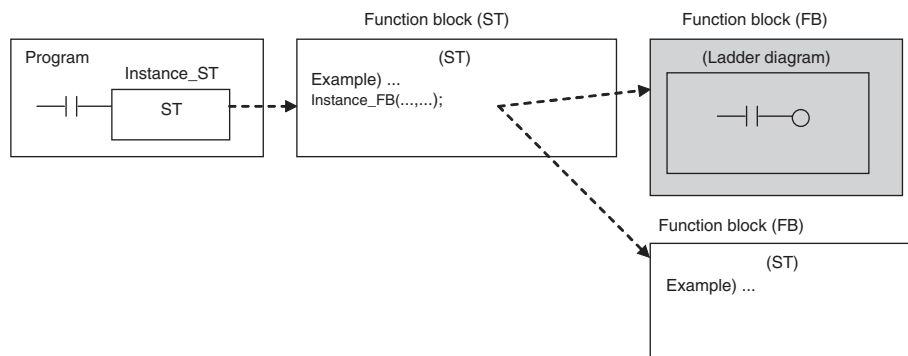 Program
Instance_ST
ST
Function block (ST)
(ST)
Example) ...
Instance_FB(...,...);
Function block (FB)
(Ladder diagram)
Function block (FB)
(ST)
Example) ...